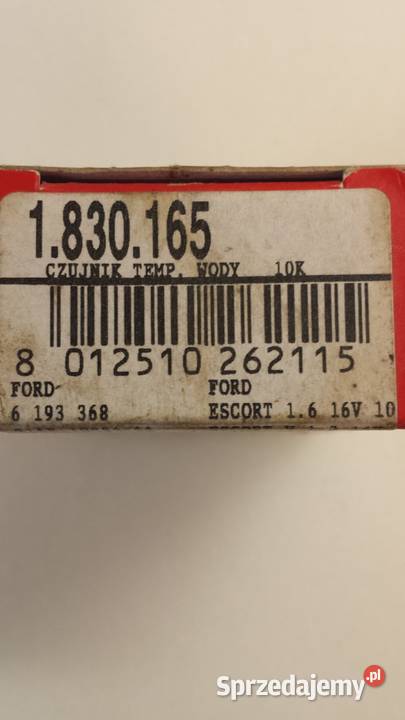 1.830.165
CZUJNIK TEMP. WODY 10K
8 012510 262115
FORD FORD
6 193 368 ESCORT 1.6 16V 10
Sprzedajemy.pl